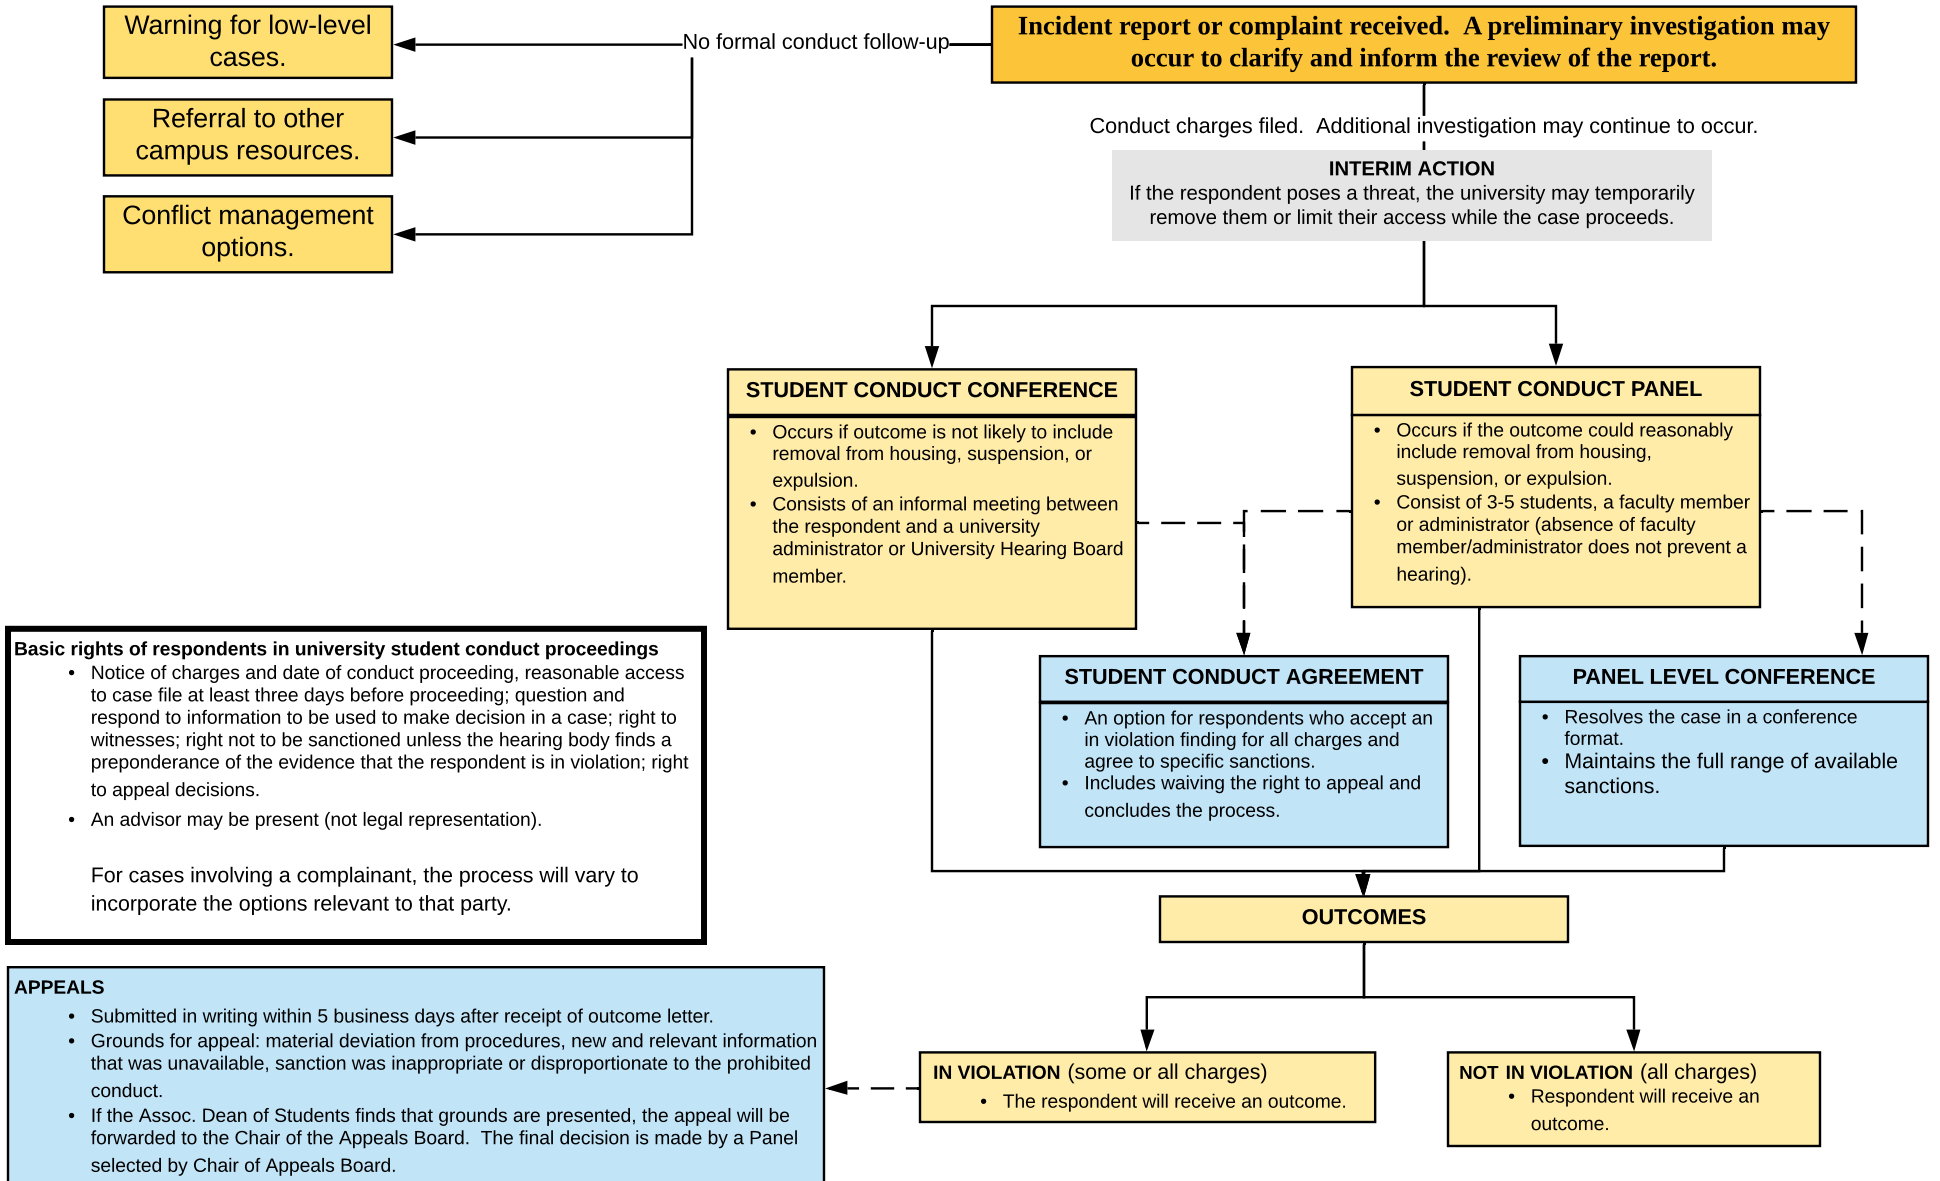 Warning for low-level
cases.
No formal conduct follow-up
Incident report or complaint received.  A preliminary investigation may
occur to clarify and inform the review of the report.
Referral to other
campus resources.
Conflict management
options.
Conduct charges filed.  Additional investigation may continue to occur.
INTERIM ACTION
If the respondent poses a threat, the university may temporarily
remove them or limit their access while the case proceeds.
STUDENT CONDUCT CONFERENCE
• Occurs if outcome is not likely to include
removal from housing, suspension, or
expulsion.
• Consists of an informal meeting between
the respondent and a university
administrator or University Hearing Board
member.
STUDENT CONDUCT PANEL
• Occurs if the outcome could reasonably
include removal from housing,
suspension, or expulsion.
• Consist of 3-5 students, a faculty member
or administrator (absence of faculty
member/administrator does not prevent a
hearing).
Basic rights of respondents in university student conduct proceedings
• Notice of charges and date of conduct proceeding, reasonable access
to case file at least three days before proceeding; question and
respond to information to be used to make decision in a case; right to
witnesses; right not to be sanctioned unless the hearing body finds a
preponderance of the evidence that the respondent is in violation; right
to appeal decisions.
• An advisor may be present (not legal representation).
For cases involving a complainant, the process will vary to
incorporate the options relevant to that party.
STUDENT CONDUCT AGREEMENT
• An option for respondents who accept an
in violation finding for all charges and
agree to specific sanctions.
• Includes waiving the right to appeal and
concludes the process.
PANEL LEVEL CONFERENCE
• Resolves the case in a conference
format.
• Maintains the full range of available
sanctions.
OUTCOMES
APPEALS
• Submitted in writing within 5 business days after receipt of outcome letter.
• Grounds for appeal: material deviation from procedures, new and relevant information
that was unavailable, sanction was inappropriate or disproportionate to the prohibited
conduct.
• If the Assoc. Dean of Students finds that grounds are presented, the appeal will be
forwarded to the Chair of the Appeals Board.  The final decision is made by a Panel
selected by Chair of Appeals Board.
IN VIOLATION (some or all charges)
• The respondent will receive an outcome.
NOT IN VIOLATION (all charges)
• Respondent will receive an
outcome.